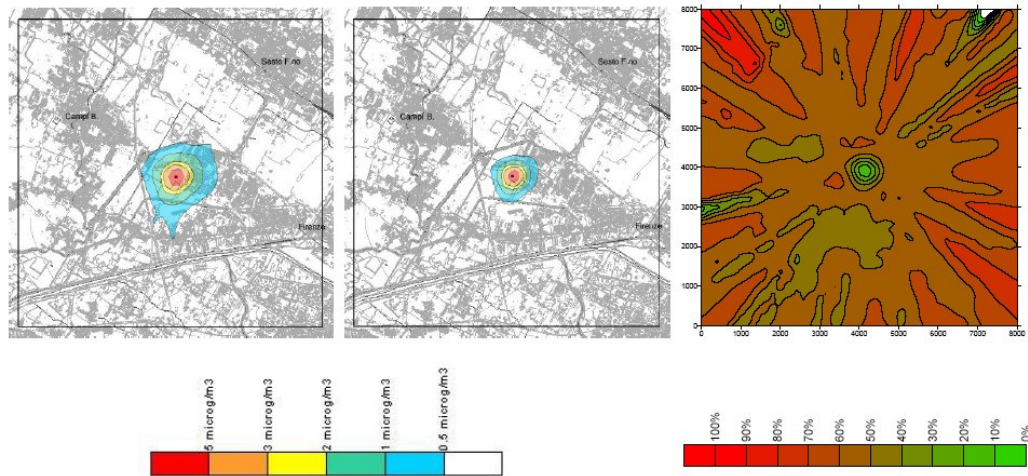 Sesto F.no
Campi B.
Firenze
Sesto F.no
Campi B.
Firenze
8000
7000
6000
5000
4000
3000
2000
1000
0
0 1000 2000 3000 4000 5000 6000 7000 8000
5 microg/m3
3 microg/m3
2 microg/m3
1 microg/m3
0.5 microg/m3
100%
90%
80%
70%
60%
50%
40%
30%
20%
10%
0%